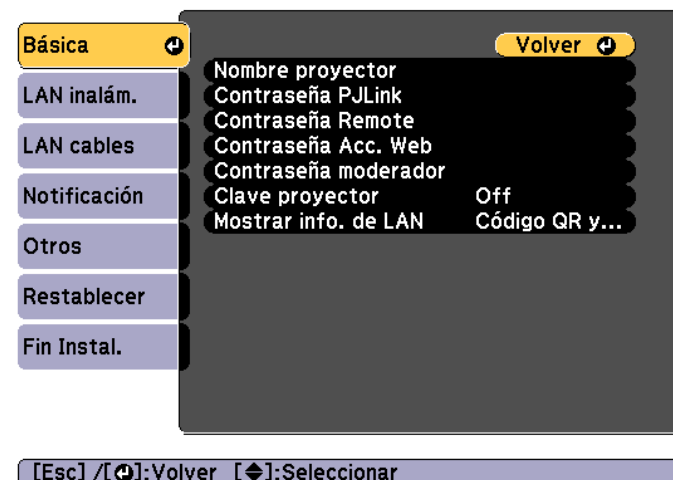 Básica
LAN inalám.
LAN cables
Notificación
Otros
Restablecer
Fin Instal.
Volver
Nombre proyector
Contraseña PJLink
Contraseña Remote
Contraseña Acc. Web
Contraseña moderador
Clave proyector Off
Mostrar info. de LAN Código QR y...
[Esc] /[⏎]:Volver [◆]:Seleccionar